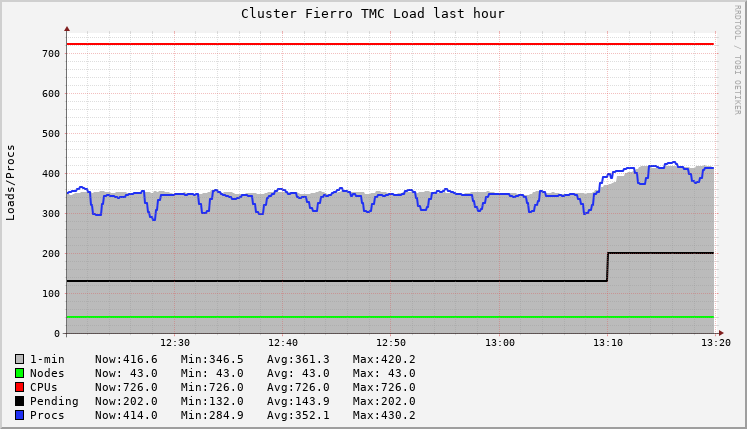 Cluster Fierro TMC Load last hour
RRDTOOL / TOBI OETIKER
Loads/Procs
700
600
500
400
300
200
100
0
12:30 12:40 12:50 13:00 13:10 13:20
1-min Now:416.6 Min:346.5 Avg:361.3 Max:420.2
Nodes Now: 43.0 Min: 43.0 Avg: 43.0 Max: 43.0
CPUs Now:726.0 Min:726.0 Avg:726.0 Max:726.0
Pending Now:202.0 Min:132.0 Avg:143.9 Max:202.0
Procs Now:414.0 Min:284.9 Avg:352.1 Max:430.2